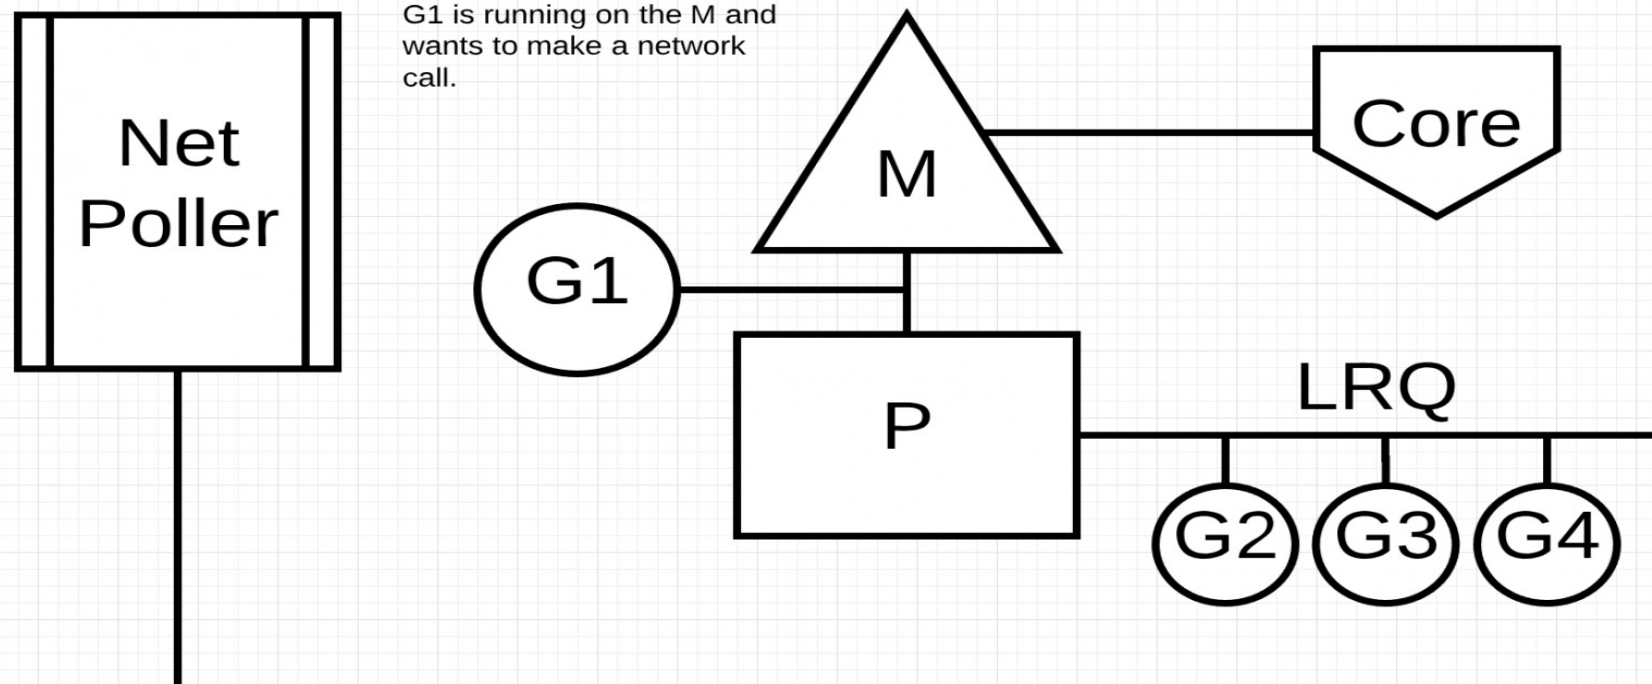 G1 is running on the M and
wants to make a network
call.
Net
Poller
M
Core
G1
P
LRQ
G2
G3
G4